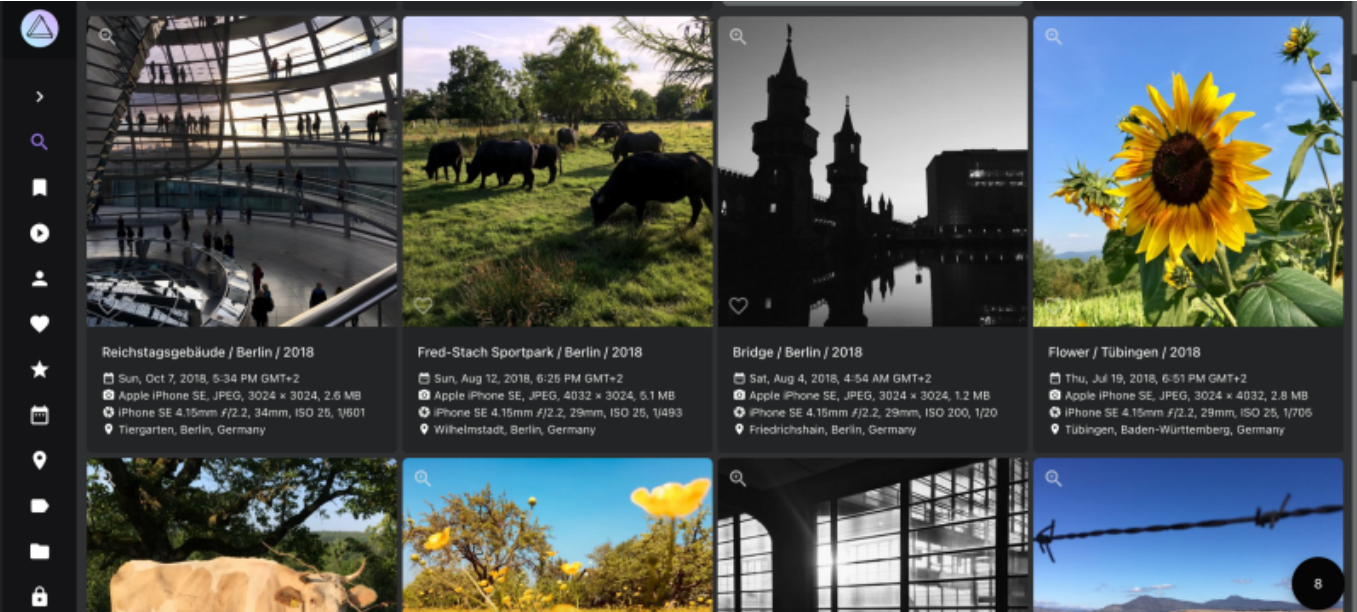 Reichstagsgebäude / Berlin / 2018
Sun, Oct 7, 2018, 5:34 PM GMT+2
Apple iPhone SE, JPEG, 3024 × 3024, 2.6 MB
iPhone SE 4.15mm ƒ/2.2, 34mm, ISO 25, 1/601
Tiergarten, Berlin, Germany
Fred-Stach Sportpark / Berlin / 2018
Sun, Aug 12, 2018, 6:25 PM GMT+2
Apple iPhone SE, JPEG, 4032 × 3024, 5.1 MB
iPhone SE 4.15mm ƒ/2.2, 29mm, ISO 25, 1/493
Wilhelmstadt, Berlin, Germany
Bridge / Berlin / 2018
Sat, Aug 4, 2018, 4:54 AM GMT+2
Apple iPhone SE, JPEG, 3024 × 3024, 1.2 MB
iPhone SE 4.15mm ƒ/2.2, 29mm, ISO 200, 1/20
Friedrichshain, Berlin, Germany
Flower / Tübingen / 2018
Thu, Jul 19, 2018, 6:51 PM GMT+2
Apple iPhone SE, JPEG, 3024 × 4032, 2.8 MB
iPhone SE 4.15mm ƒ/2.2, 29mm, ISO 25, 1/705
Tübingen, Baden-Württemberg, Germany
8